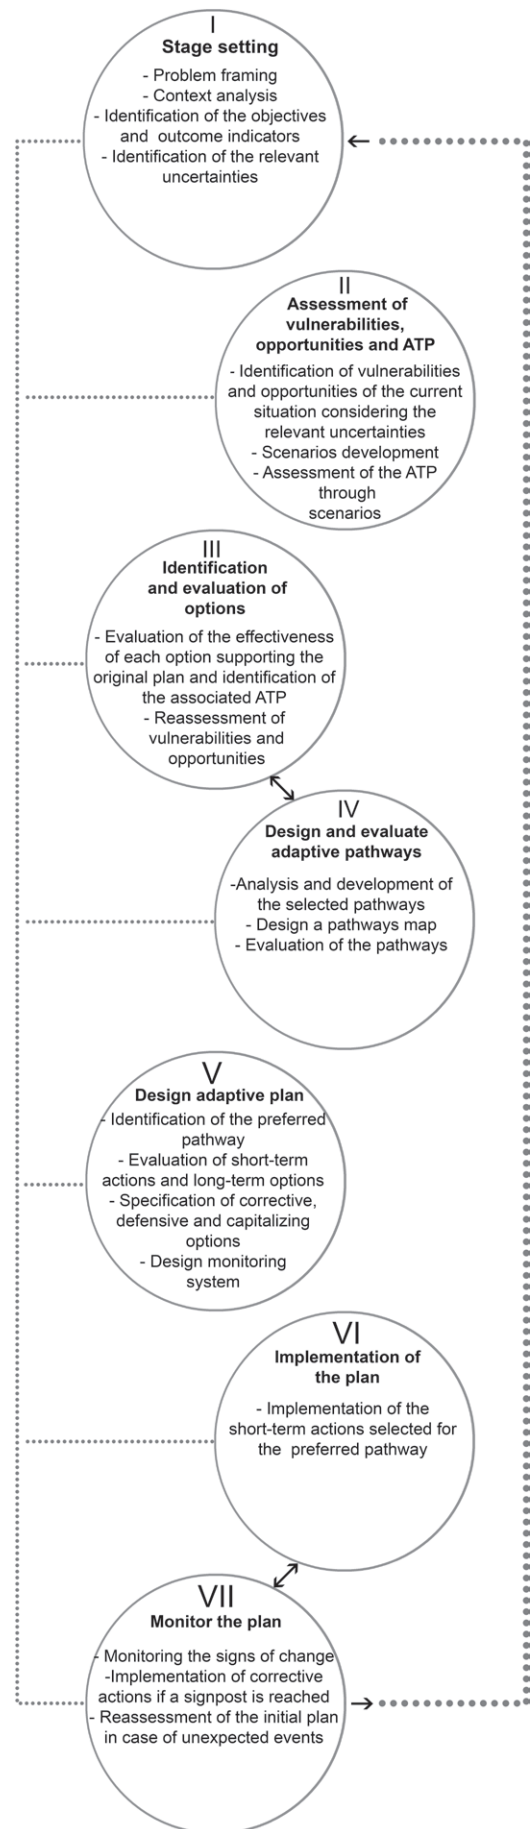 I
Stage setting
- Problem framing
- Context analysis
- Identification of the objectives
and outcome indicators
- Identification of the relevant
uncertainties
II
Assessment of
vulnerabilities,
opportunities and ATP
- Identification of vulnerabilities
and opportunities of the current
situation considering the
relevant uncertainties
- Scenarios development
- Assessment of the ATP
through
scenarios
III
Identification
and evaluation of
options
- Evaluation of the effectiveness
of each option supporting the
original plan and identification of
the associated ATP
- Reassessment of
vulnerabilities and
opportunities
IV
Design and evaluate
adaptive pathways
-Analysis and development of
the selected pathways
- Design a pathways map
- Evaluation of the pathways
V
Design adaptive plan
- Identification of the preferred
pathway
- Evaluation of short-term
actions and long-term options
- Specification of corrective,
defensive and capitalizing
options
- Design monitoring
system
VI
Implementation of
the plan
- Implementation of the
short-term actions selected for
the preferred pathway
VII
Monitor the plan
- Monitoring the signs of change
-Implementation of corrective
actions if a signpost is reached
- Reassessment of the initial plan
in case of unexpected events